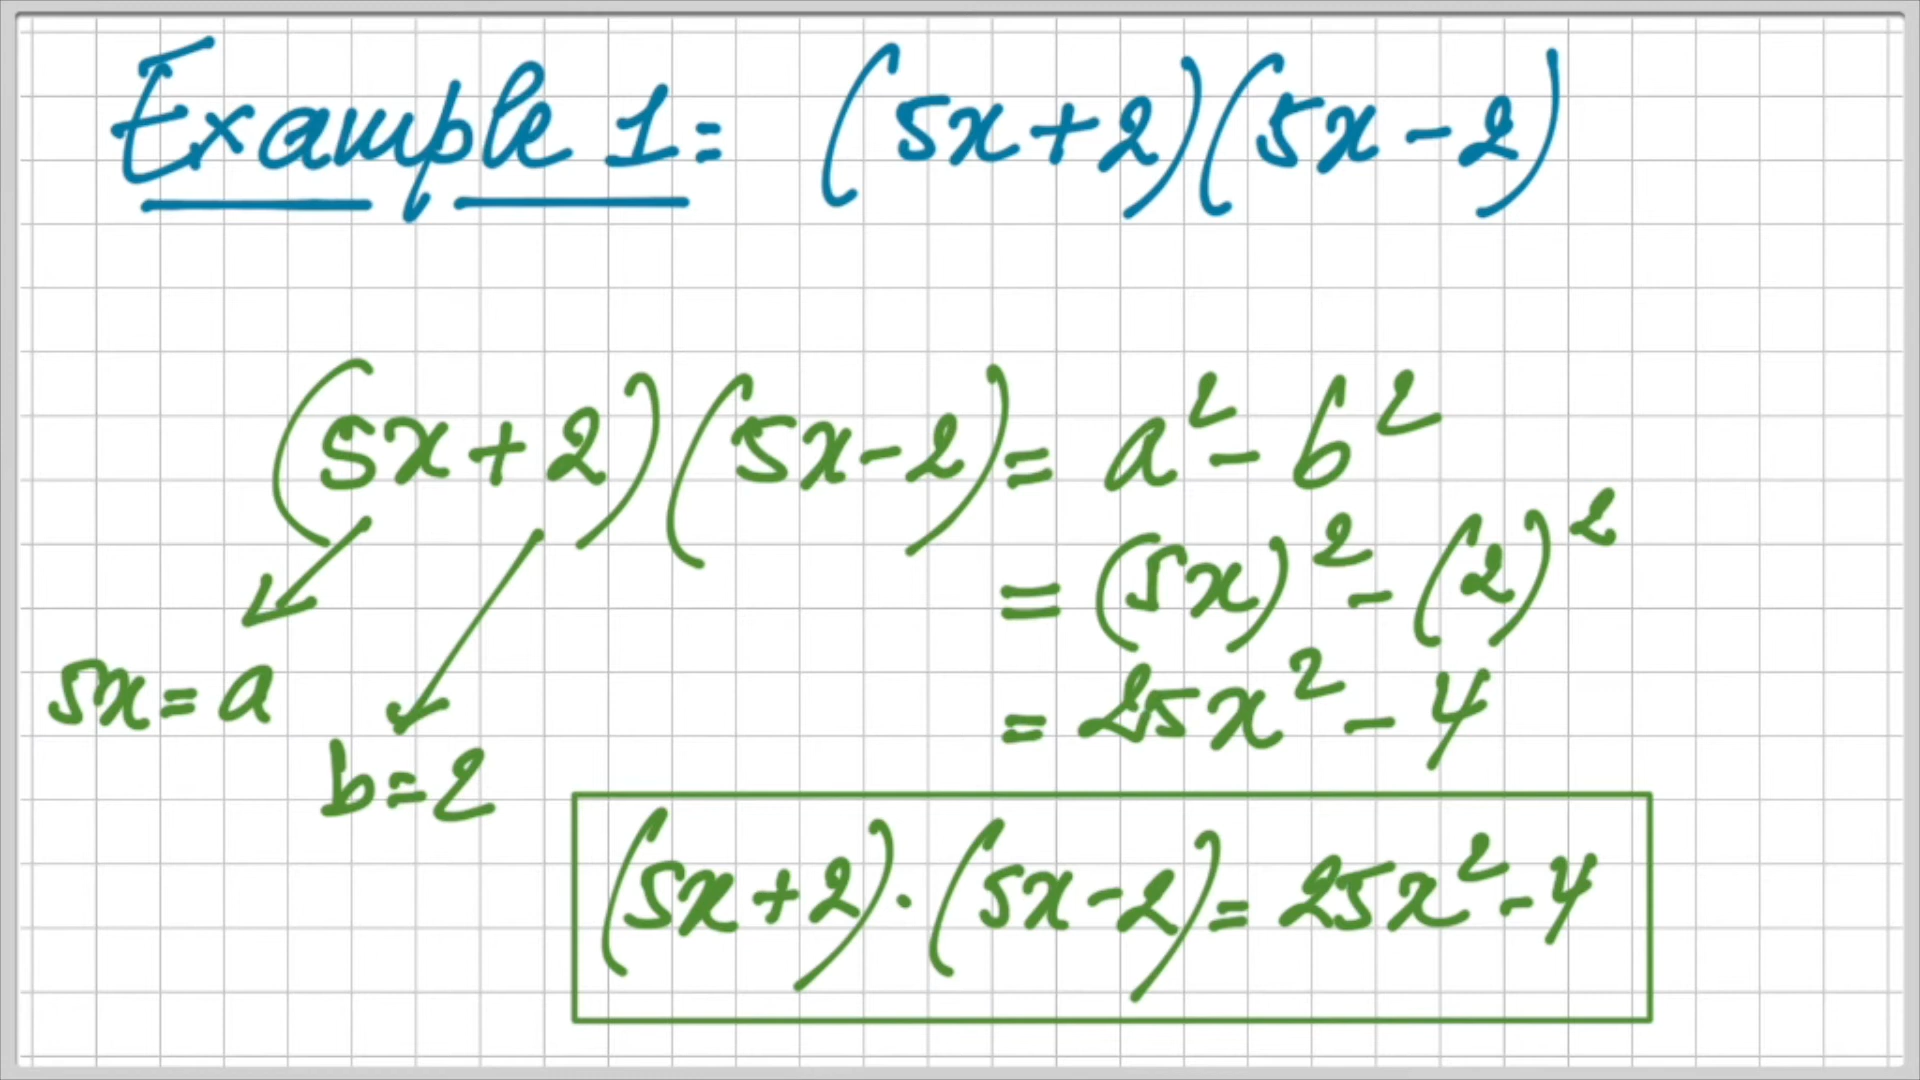 Example 1: (5x+2)(5x-2)
(5x+2)(5x-2)= a²- b²
= (5x)² - (2)²
5x = a
= 25x² - 4
b=2
(5x+2)·(5x-2)= 25x²-4